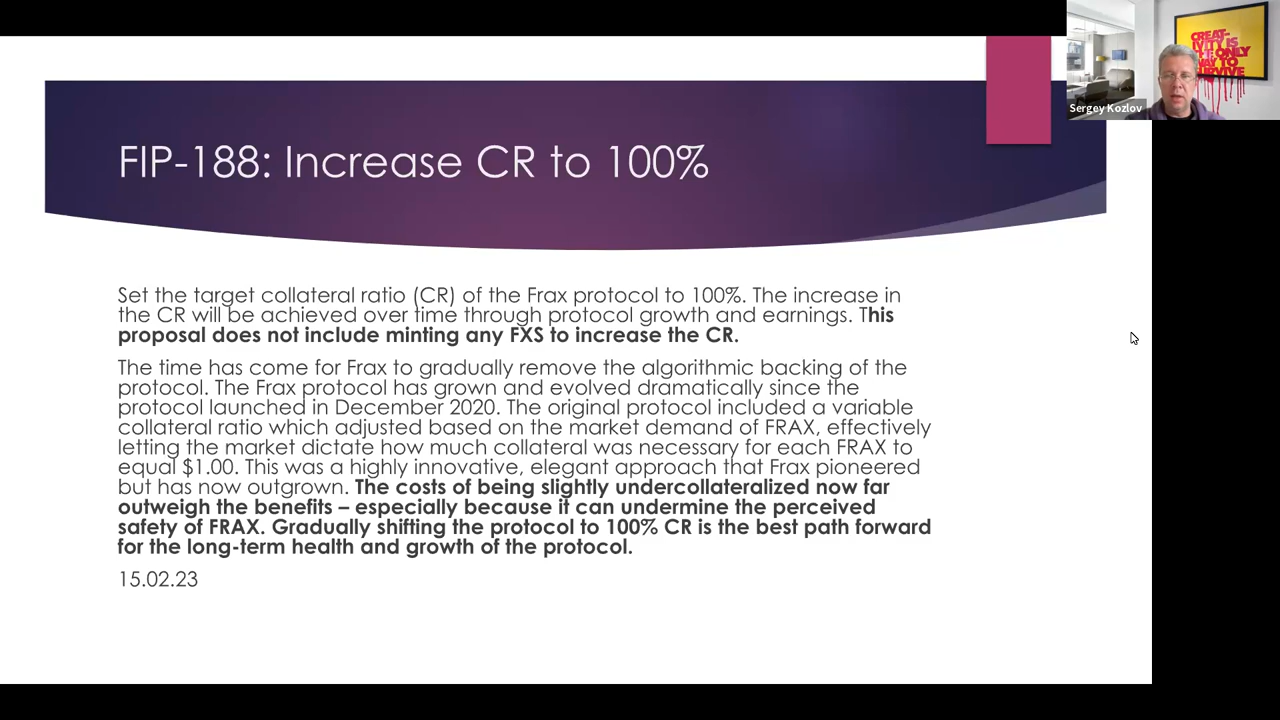 CREAT-
IVITY IS
THE ONLY
WAY TO
SURVIVE
Sergey Kozlov
FIP-188: Increase CR to 100%
Set the target collateral ratio (CR) of the Frax protocol to 100%. The increase in
the CR will be achieved over time through protocol growth and earnings. This
proposal does not include minting any FXS to increase the CR.
The time has come for Frax to gradually remove the algorithmic backing of the
protocol. The Frax protocol has grown and evolved dramatically since the
protocol launched in December 2020. The original protocol included a variable
collateral ratio which adjusted based on the market demand of FRAX, effectively
letting the market dictate how much collateral was necessary for each FRAX to
equal $1.00. This was a highly innovative, elegant approach that Frax pioneered
but has now outgrown. The costs of being slightly undercollateralized now far
outweigh the benefits – especially because it can undermine the perceived
safety of FRAX. Gradually shifting the protocol to 100% CR is the best path forward
for the long-term health and growth of the protocol.
15.02.23